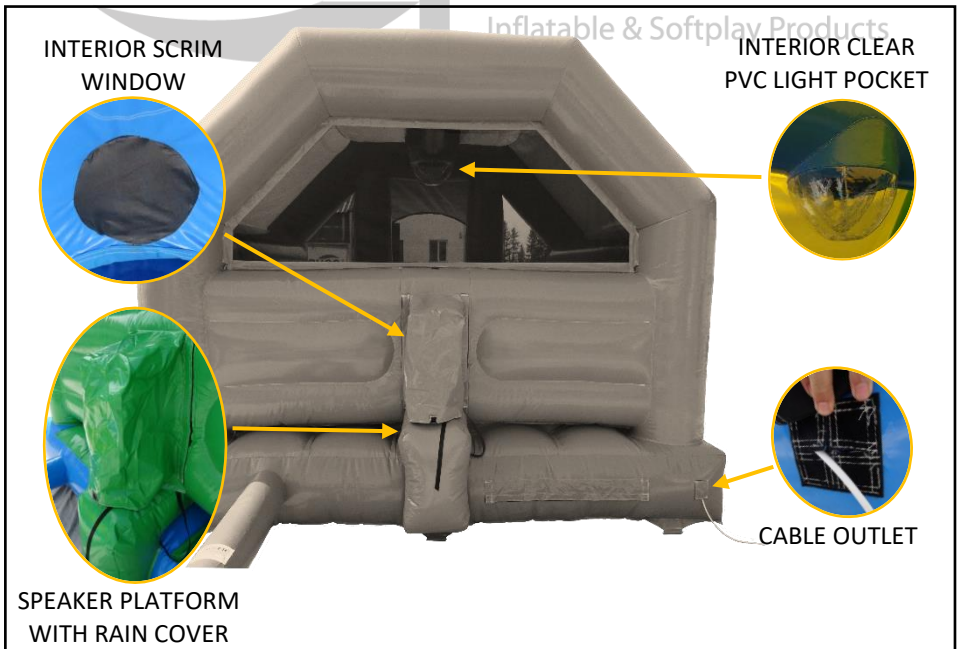 Inflatable & Softplay Products
INTERIOR SCRIM
WINDOW
INTERIOR CLEAR
PVC LIGHT POCKET
CABLE OUTLET
SPEAKER PLATFORM
WITH RAIN COVER